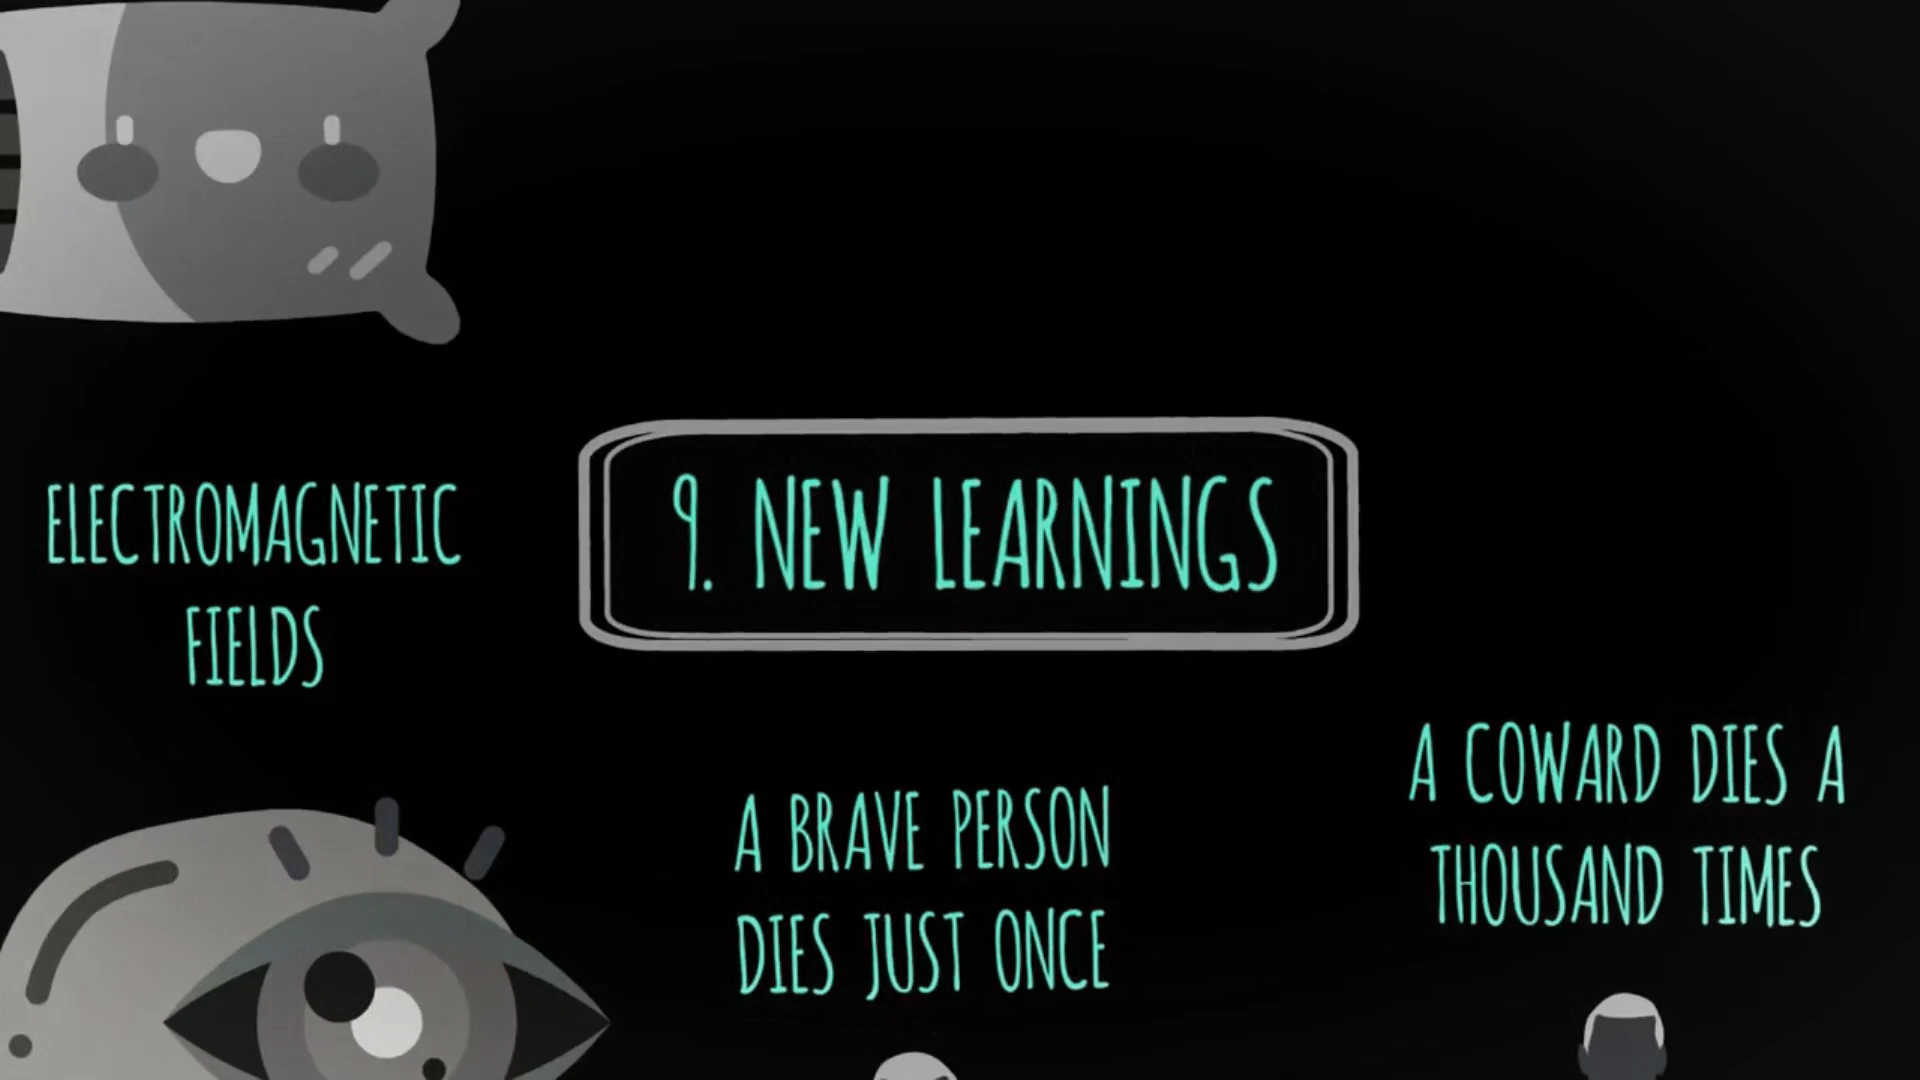 9. NEW LEARNINGS
ELECTROMAGNETIC
FIELDS
A BRAVE PERSON
DIES JUST ONCE
A COWARD DIES A
THOUSAND TIMES